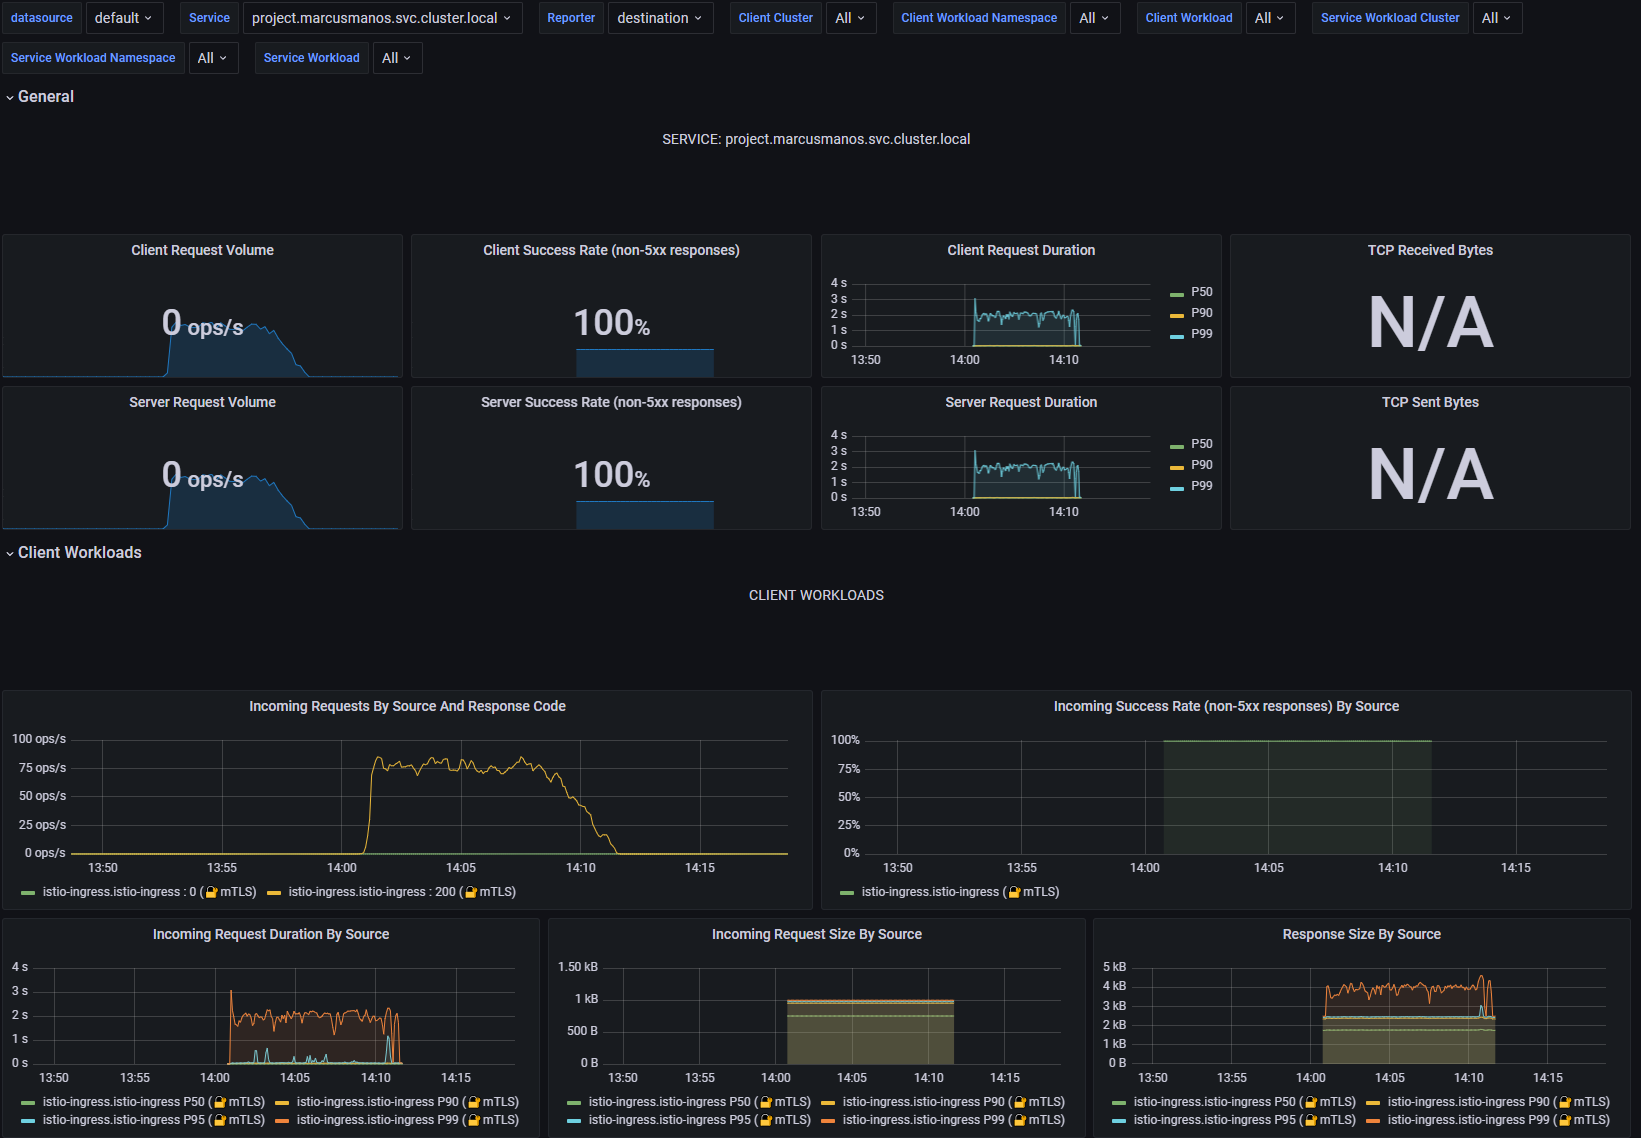 datasource default Service project.marcusmanos.svc.cluster.local Reporter destination Client Cluster All Client Workload Namespace All Client Workload All Service Workload Cluster All
Service Workload Namespace All Service Workload All
General
SERVICE: project.marcusmanos.svc.cluster.local
Client Request Volume
0 ops/s
Client Success Rate (non-5xx responses)
100%
Client Request Duration
4 s
3 s
2 s
1 s
0 s
13:50 14:00 14:10
P50
P90
P99
TCP Received Bytes
N/A
Server Request Volume
0 ops/s
Server Success Rate (non-5xx responses)
100%
Server Request Duration
4 s
3 s
2 s
1 s
0 s
13:50 14:00 14:10
P50
P90
P99
TCP Sent Bytes
N/A
Client Workloads
CLIENT WORKLOADS
Incoming Requests By Source And Response Code
100 ops/s
75 ops/s
50 ops/s
25 ops/s
0 ops/s
13:50 13:55 14:00 14:05 14:10 14:15
istio-ingress.istio-ingress : 0 (🔐 mTLS) istio-ingress.istio-ingress : 200 (🔐 mTLS)
Incoming Success Rate (non-5xx responses) By Source
100%
75%
50%
25%
0%
13:50 13:55 14:00 14:05 14:10 14:15
istio-ingress.istio-ingress (🔐 mTLS)
Incoming Request Duration By Source
4 s
3 s
2 s
1 s
0 s
13:50 13:55 14:00 14:05 14:10 14:15
istio-ingress.istio-ingress P50 (🔐 mTLS) istio-ingress.istio-ingress P90 (🔐 mTLS)
istio-ingress.istio-ingress P95 (🔐 mTLS) istio-ingress.istio-ingress P99 (🔐 mTLS)
Incoming Request Size By Source
1.50 kB
1 kB
500 B
0 B
13:50 13:55 14:00 14:05 14:10 14:15
istio-ingress.istio-ingress P50 (🔐 mTLS) istio-ingress.istio-ingress P90 (🔐 mTLS)
istio-ingress.istio-ingress P95 (🔐 mTLS) istio-ingress.istio-ingress P99 (🔐 mTLS)
Response Size By Source
5 kB
4 kB
3 kB
2 kB
1 kB
0 B
13:50 13:55 14:00 14:05 14:10 14:15
istio-ingress.istio-ingress P50 (🔐 mTLS) istio-ingress.istio-ingress P90 (🔐 mTLS)
istio-ingress.istio-ingress P95 (🔐 mTLS) istio-ingress.istio-ingress P99 (🔐 mTLS)